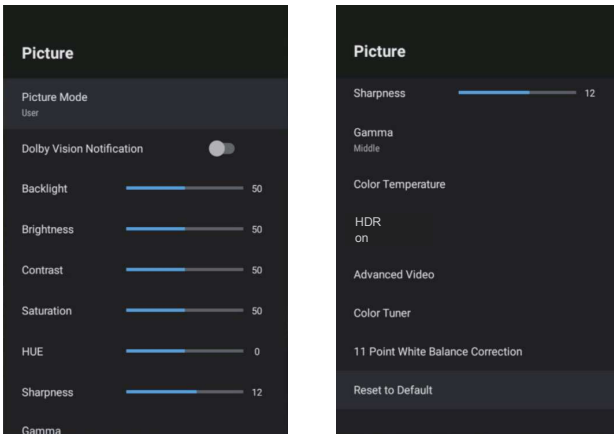 Picture
Picture Mode
User
Dolby Vision Notification
Backlight 50
Brightness 50
Contrast 50
Saturation 50
HUE 0
Sharpness 12
Gamma
Picture
Sharpness 12
Gamma
Middle
Color Temperature
HDR
on
Advanced Video
Color Tuner
11 Point White Balance Correction
Reset to Default